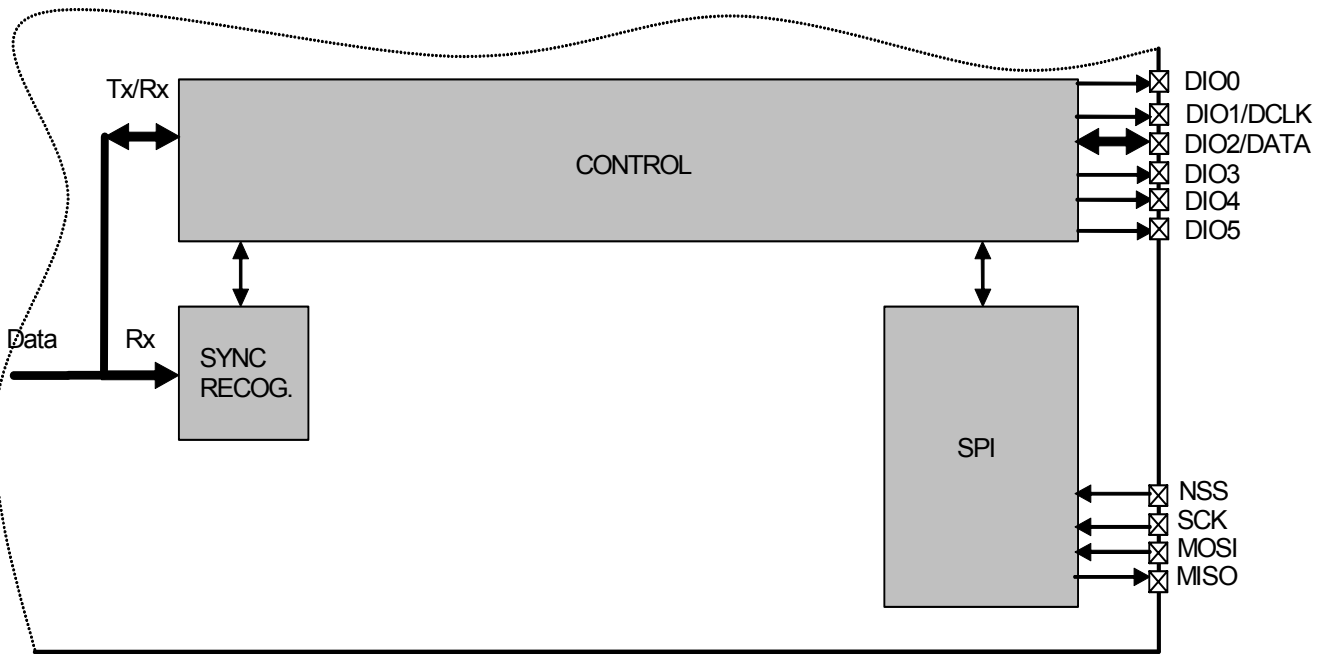 Tx/Rx
CONTROL
DIO0
DIO1/DCLK
DIO2/DATA
DIO3
DIO4
DIO5
Data
Rx
SYNC
RECOG.
SPI
NSS
SCK
MOSI
MISO